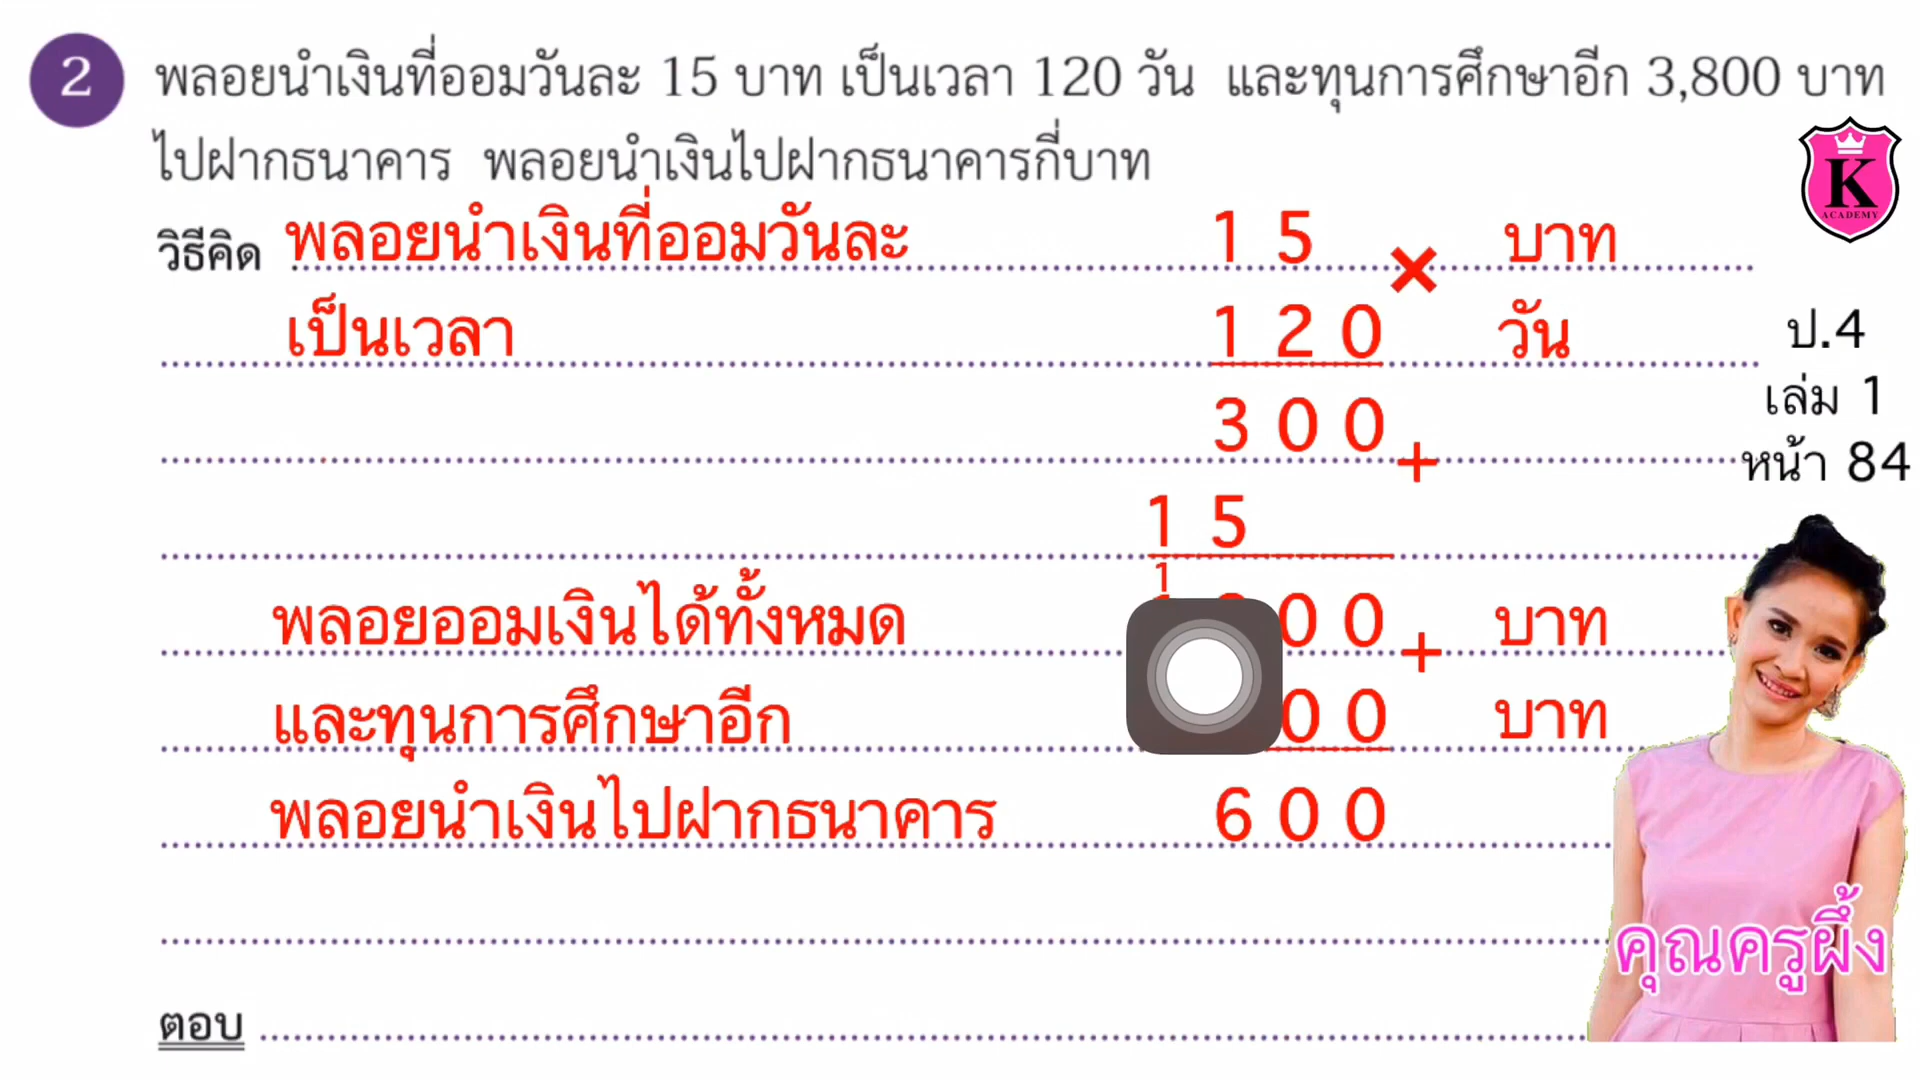 2 พลอยนำเงินที่ออมวันละ 15 บาท เป็นเวลา 120 วัน และทุนการศึกษาอีก 3,800 บาท
ไปฝากธนาคาร พลอยนำเงินไปฝากธนาคารกี่บาท
K
ACADEMY
วิธีคิด พลอยนำเงินที่ออมวันละ 1 5 × บาท
เป็นเวลา 1 2 0 วัน
ป.4
เล่ม 1
หน้า 84
3 0 0 +
1 5
1
พลอยออมเงินได้ทั้งหมด 0 0 + บาท
และทุนการศึกษาอีก 0 0 บาท
พลอยนำเงินไปฝากธนาคาร 6 0 0
คุณครูผึ้ง
ตอบ